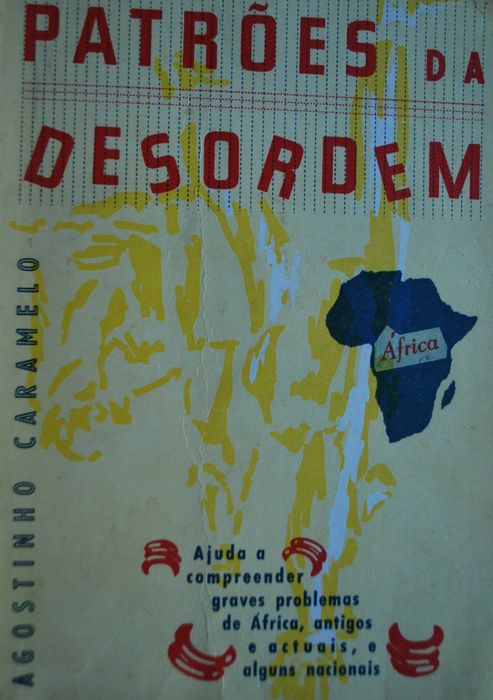 PATRÕES DA
DESORDEM
AGOSTINHO CARAMELO
África
Ajuda a
compreender
graves problemas
de África, antigos
e actuais, e
alguns nacionais